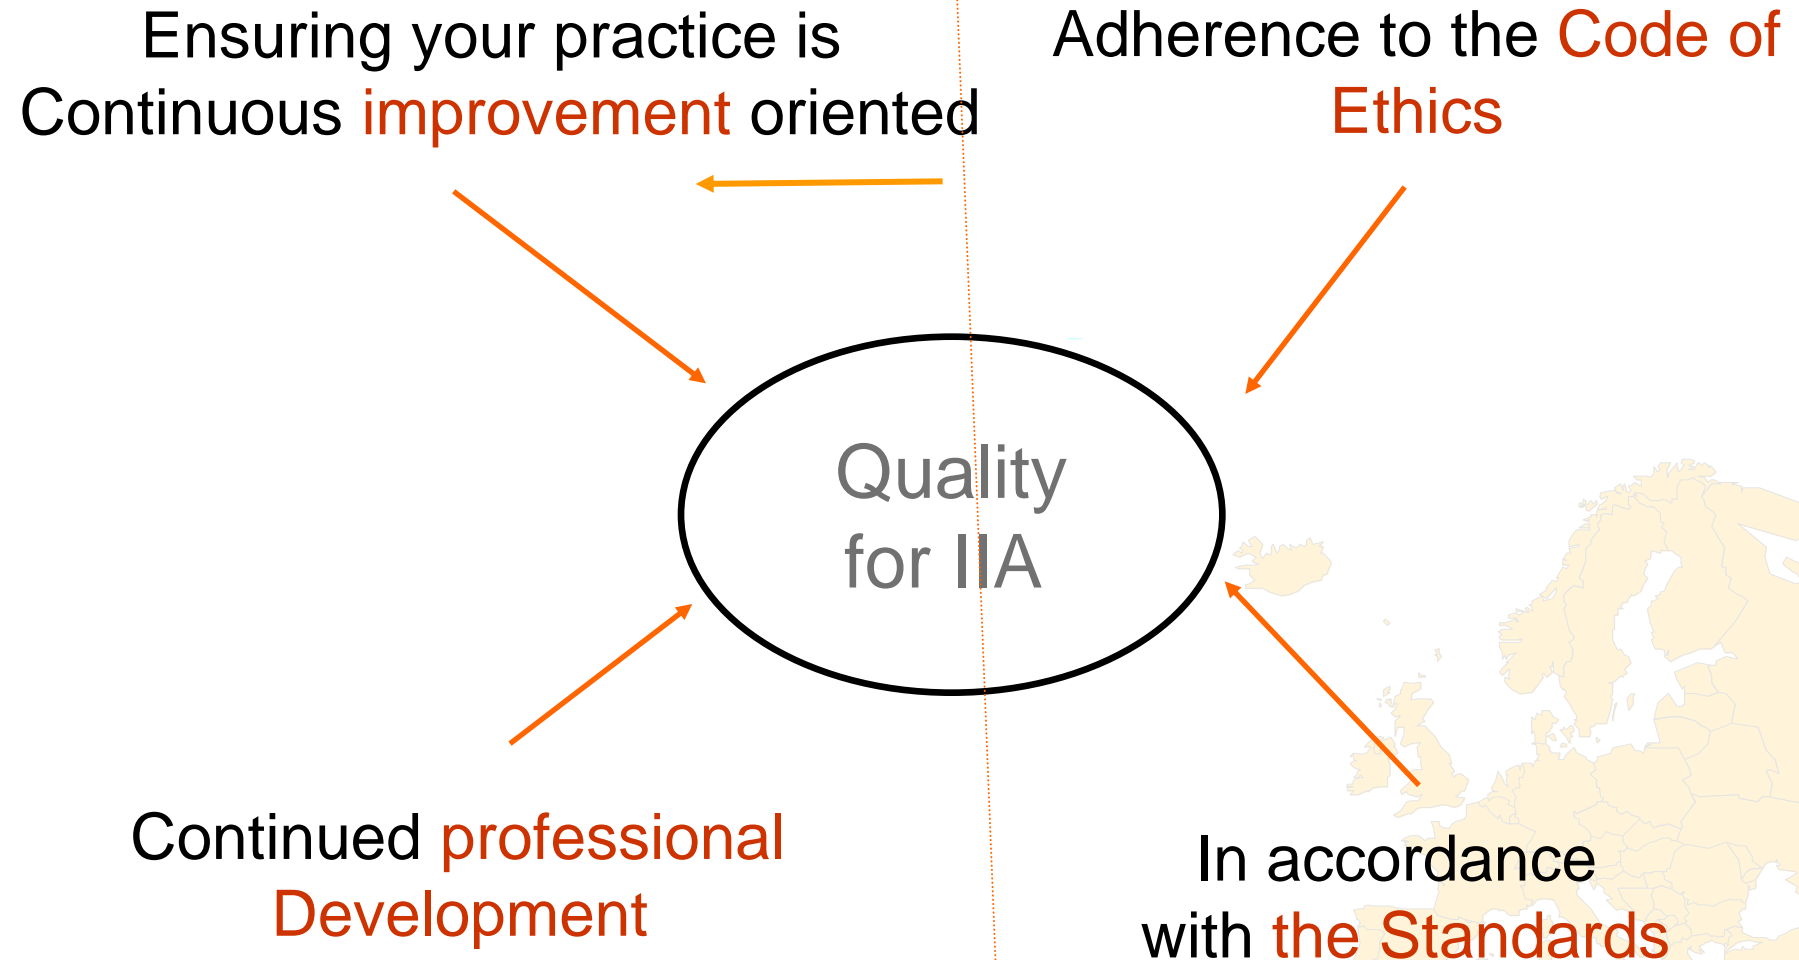 Ensuring your practice is
Continuous improvement oriented
Adherence to the Code of
Ethics
Quality
for IIA
Continued professional
Development
In accordance
with the Standards